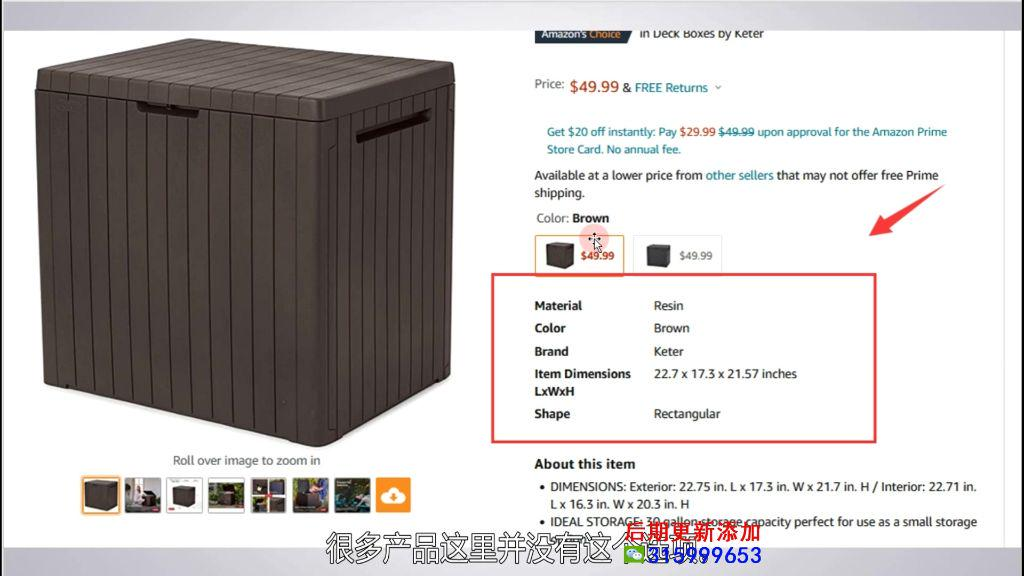 Amazon's Choice in Deck Boxes by Keter
Price: $49.99 & FREE Returns
Get $20 off instantly: Pay $29.99 $49.99 upon approval for the Amazon Prime
Store Card. No annual fee.
Available at a lower price from other sellers that may not offer free Prime
shipping.
Color: Brown
$49.99 $49.99
Material Resin
Color Brown
Brand Keter
Item Dimensions 22.7 x 17.3 x 21.57 inches
LxWxH
Shape Rectangular
Roll over image to zoom in
About this item
• DIMENSIONS: Exterior: 22.75 in. L x 17.3 in. W x 21.7 in. H / Interior: 22.71 in.
L x 16.3 in. W x 20.3 in. H
• IDEAL STORAGE: 30 gallon storage capacity perfect for use as a small storage
后期更新添加
很多产品这里并没有这个
315999653